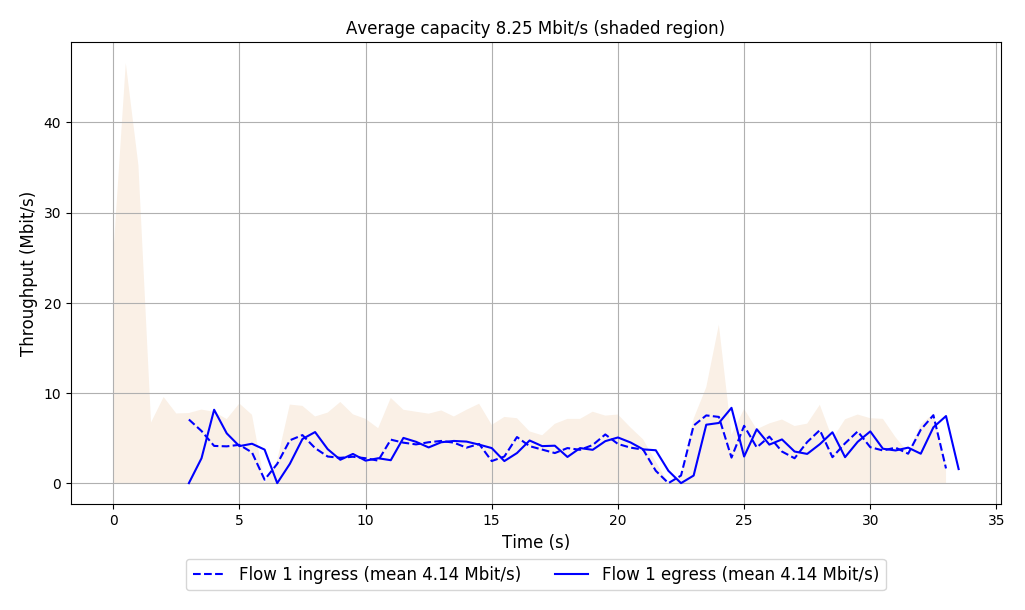 Average capacity 8.25 Mbit/s (shaded region)
Throughput (Mbit/s)
40
30
20
10
0
0 5 10 15 20 25 30 35
Time (s)
Flow 1 ingress (mean 4.14 Mbit/s) Flow 1 egress (mean 4.14 Mbit/s)